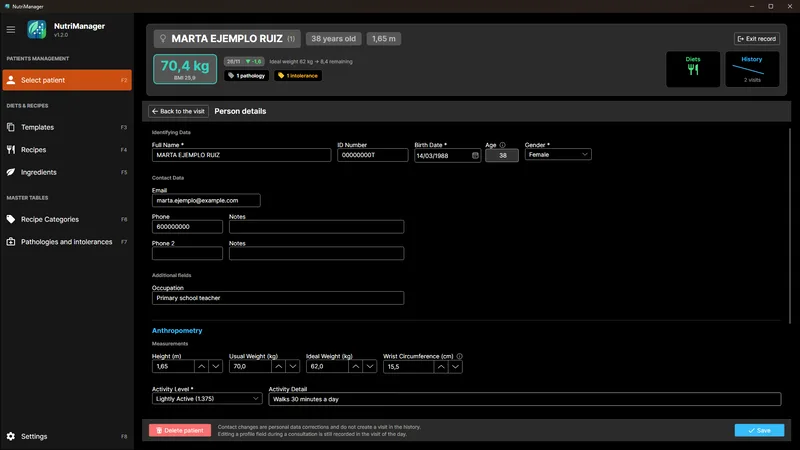 NutriManager
NutriManager
v1.2.0
PATIENTS MANAGEMENT
Select patient F2
DIETS & RECIPES
Templates F3
Recipes F4
Ingredients F5
MASTER TABLES
Recipe Categories F6
Pathologies and intolerances F7
Settings F8
MARTA EJEMPLO RUIZ (1) 38 years old 1,65 m
Exit record
70,4 kg
BMI 25,9
26/11 ▼ -1,6 Ideal weight 62 kg → 8,4 remaining
1 pathology 1 intolerance
Diets
History
2 visits
Back to the visit Person details
Identifying Data
Full Name * ID Number Birth Date * Age Gender *
MARTA EJEMPLO RUIZ 00000000T 14/03/1988 38 Female
Contact Data
Email
marta.ejemplo@example.com
Phone Notes
600000000
Phone 2 Notes
Additional fields
Occupation
Primary school teacher
Anthropometry
Measurements
Height (m) Usual Weight (kg) Ideal Weight (kg) Wrist Circumference (cm)
1,65 70,0 62,0 15,5
Activity Level * Activity Detail
Lightly Active (1.375) Walks 30 minutes a day
Delete patient
Contact changes are personal data corrections and do not create a visit in the history.
Editing a profile field during a consultation is still recorded in the visit of the day.
Save